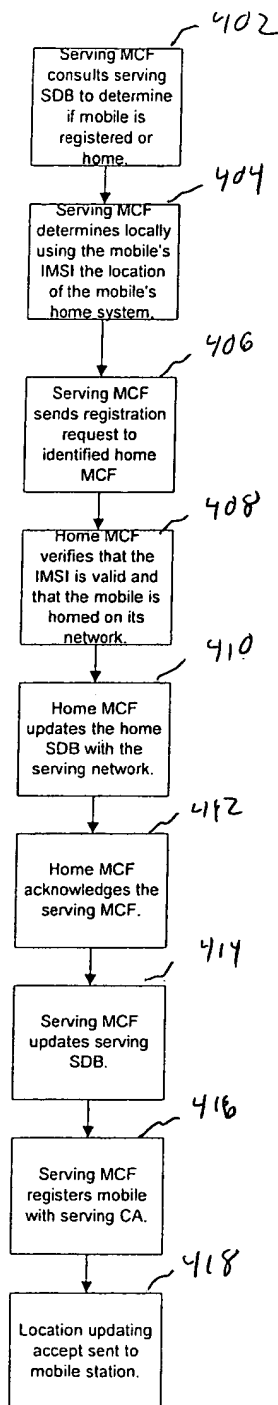 402
Serving MCF
consults serving
SDB to determine
if mobile is
registered or
home.
404
Serving MCF
determines locally
using the mobile's
IMSI the location
of the mobile's
home system.
406
Serving MCF
sends registration
request to
identified home
MCF
408
Home MCF
verifies that the
IMSI is valid and
that the mobile is
homed on its
network.
410
Home MCF
updates the home
SDB with the
serving network.
412
Home MCF
acknowledges the
serving MCF.
414
Serving MCF
updates serving
SDB.
416
Serving MCF
registers mobile
with serving CA.
418
Location updating
accept sent to
mobile station.